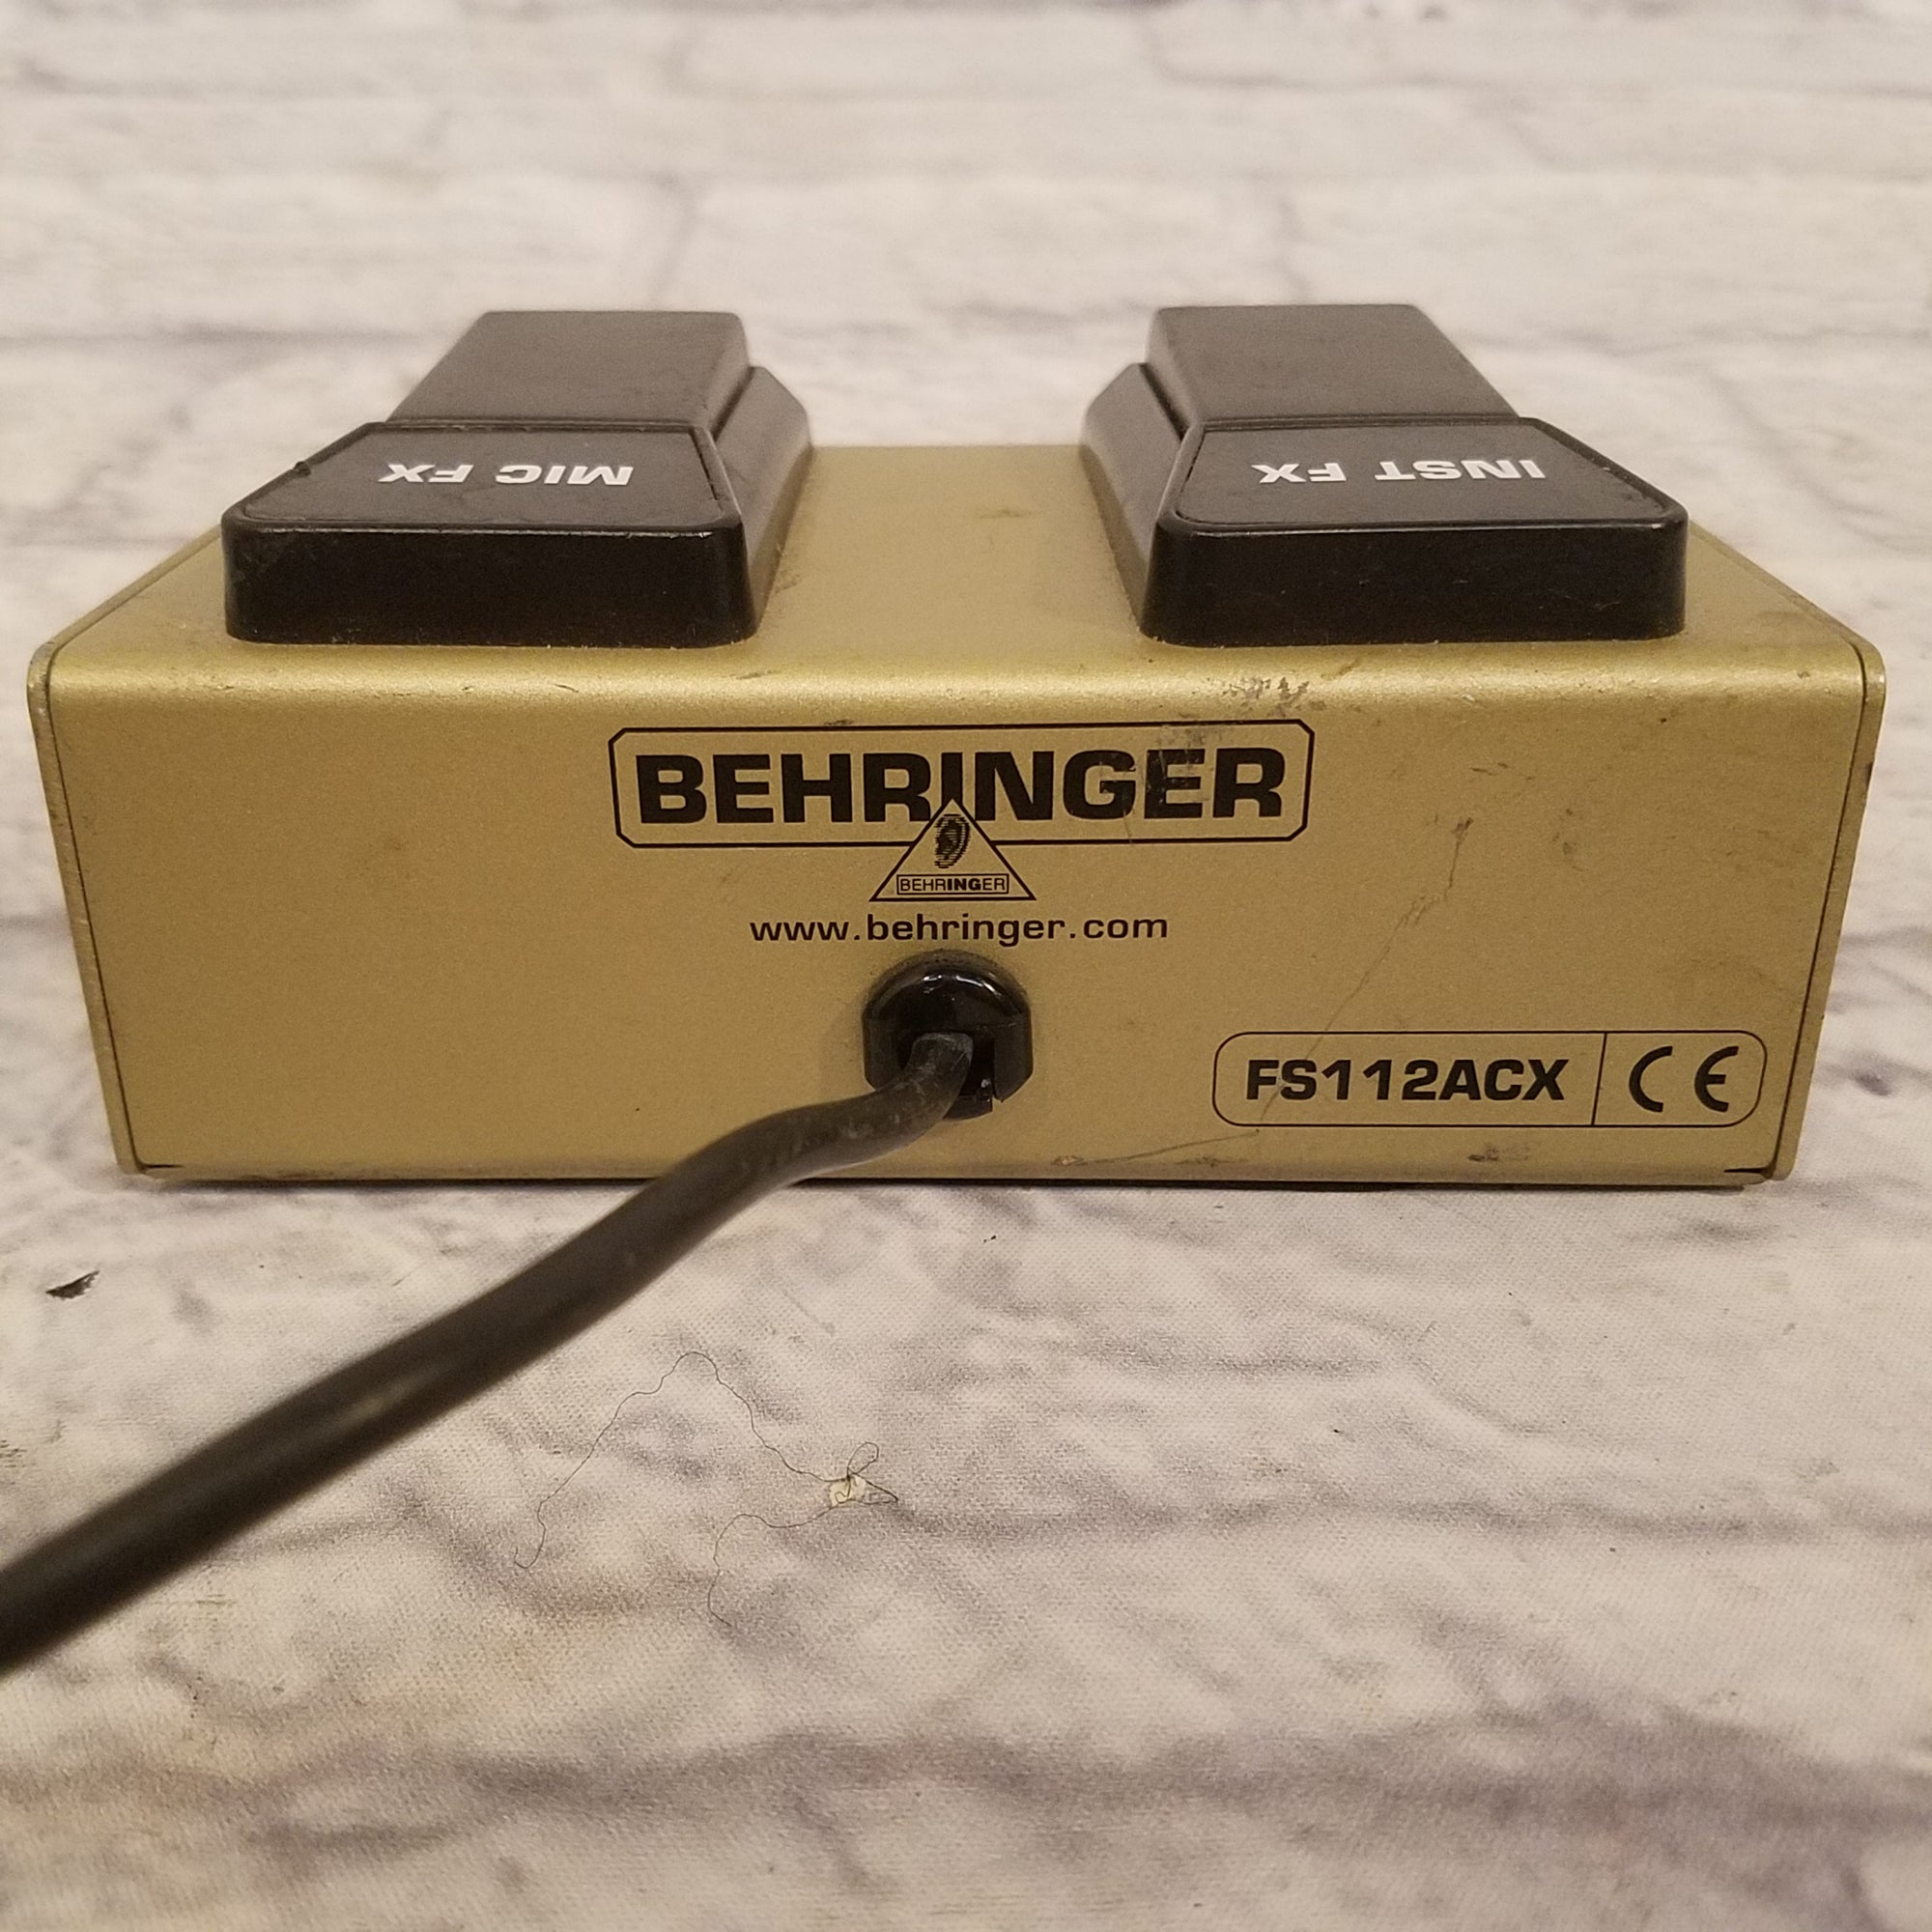 MIC FX
INST FX
BEHRINGER
BEHRINGER
www.behringer.com
FS112ACX CE